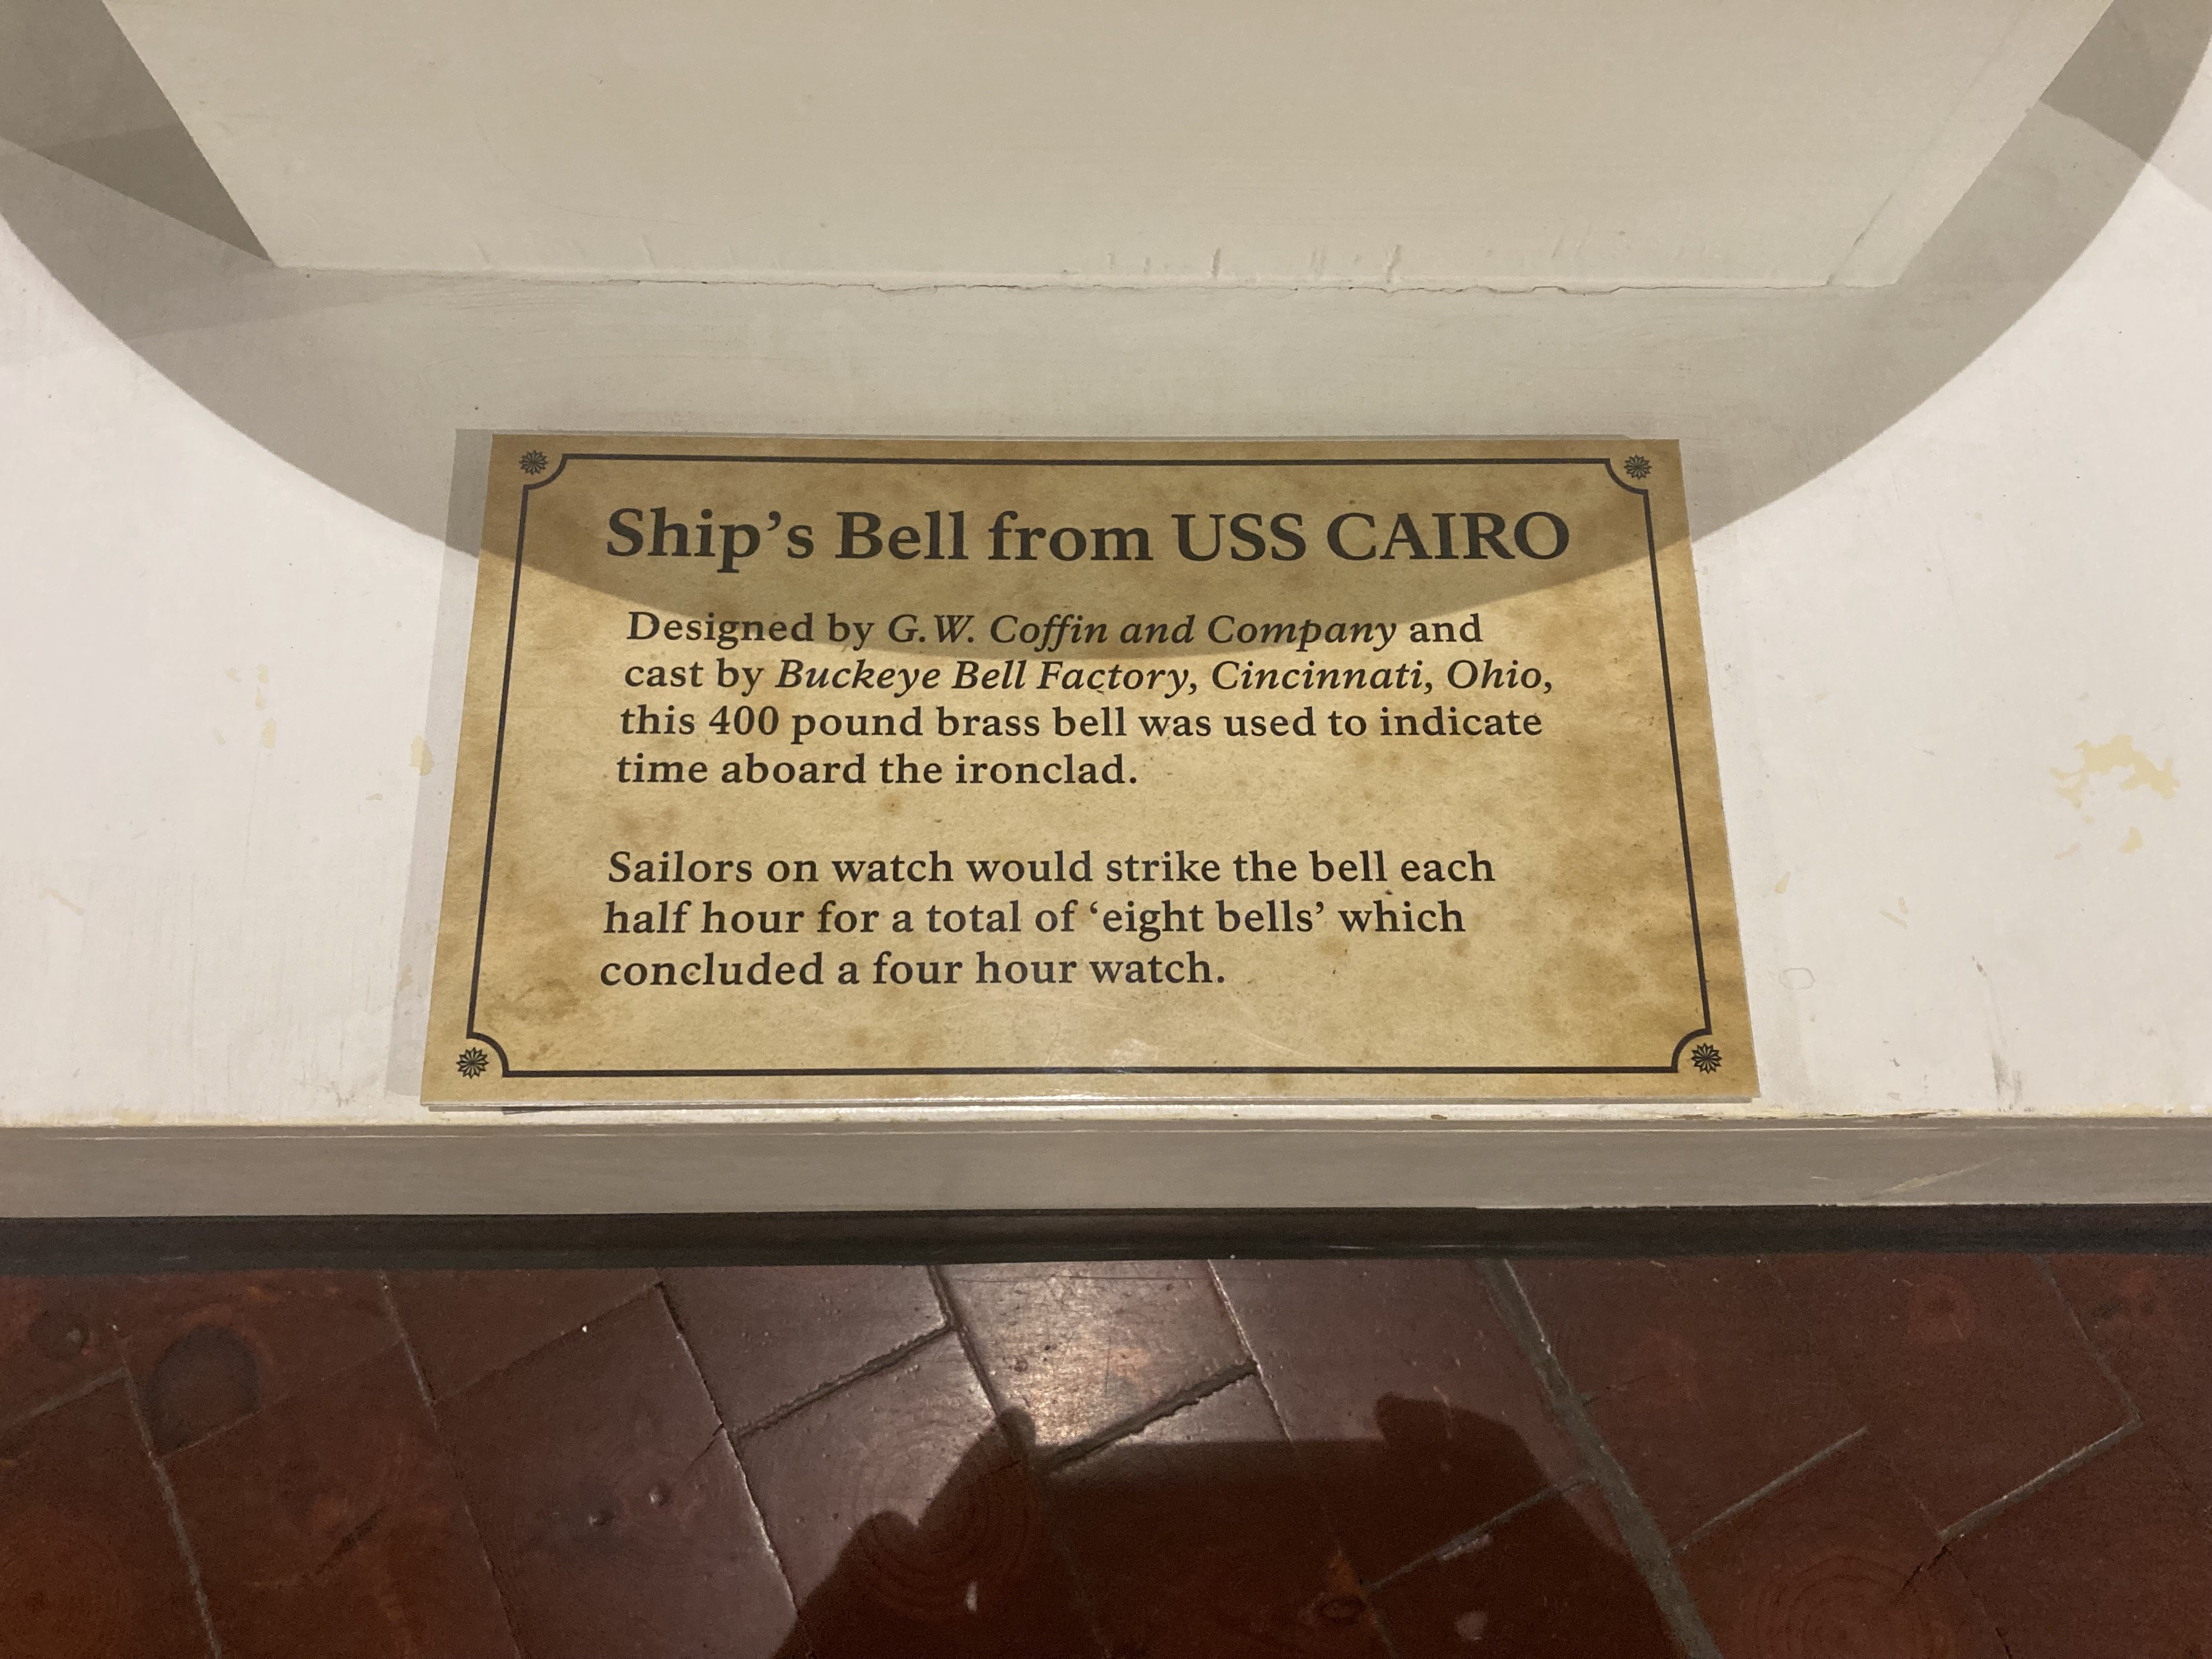 Ship’s Bell from USS CAIRO
Designed by G.W. Coffin and Company and
cast by Buckeye Bell Factory, Cincinnati, Ohio,
this 400 pound brass bell was used to indicate
time aboard the ironclad.
Sailors on watch would strike the bell each
half hour for a total of ‘eight bells’ which
concluded a four hour watch.